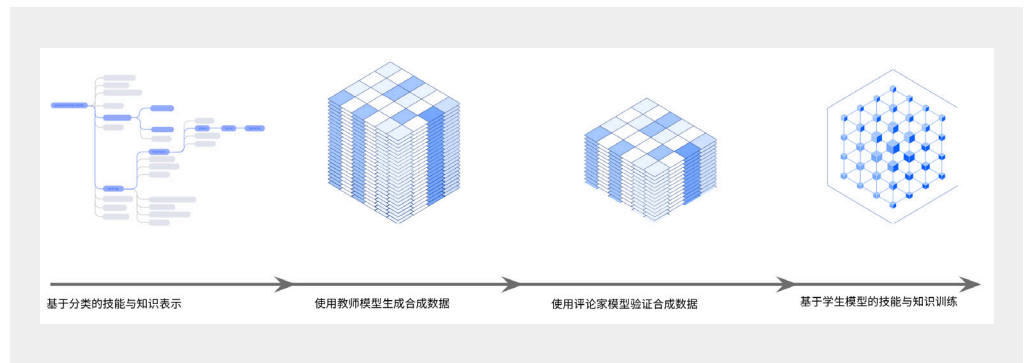 基于分类的技能与知识表示
使用教师模型生成合成数据
使用评论家模型验证合成数据
基于学生模型的技能与知识训练